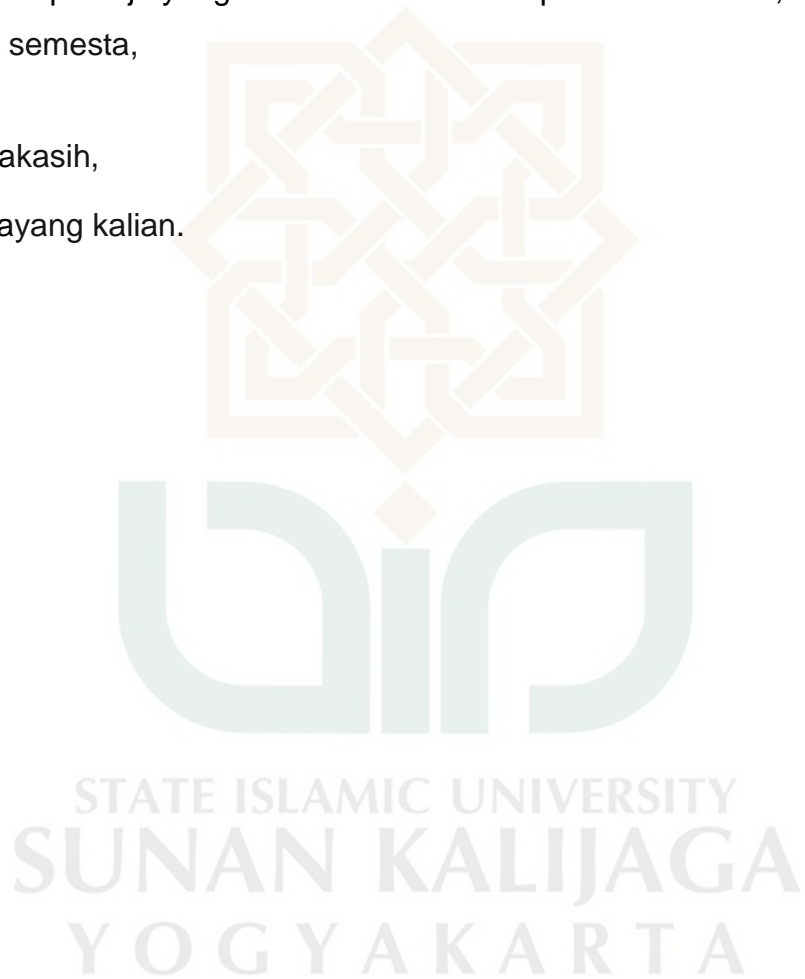 semesta,
akasih,
ayang kalian.
STATE ISLAMIC UNIVERSITY
SUNAN KALIJAGA
YOGYAKARTA